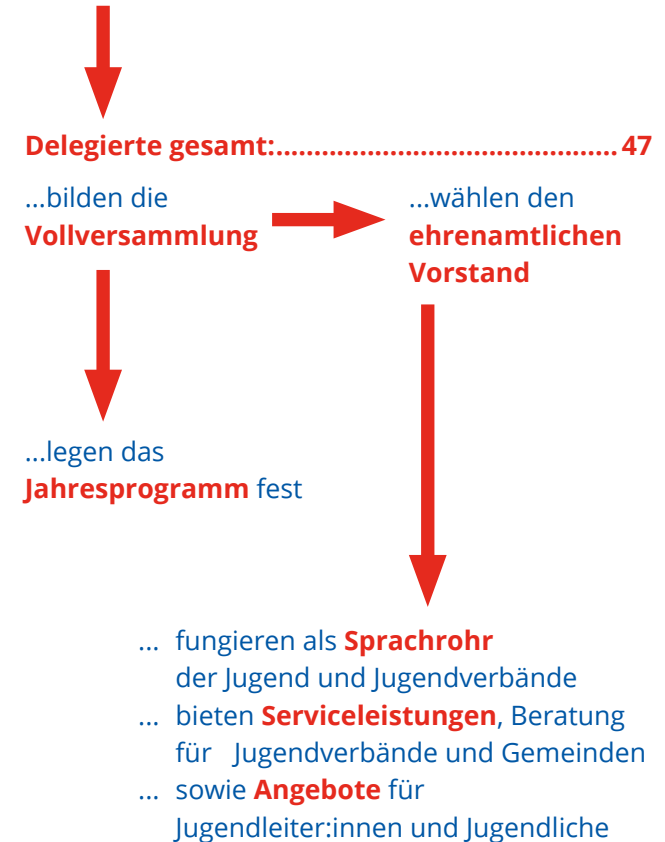 Delegierte gesamt:............................................. 47
...bilden die
Vollversammlung
...wählen den
ehrenamtlichen
Vorstand
...legen das
Jahresprogramm fest
... fungieren als Sprachrohr
der Jugend und Jugendverbände
... bieten Serviceleistungen, Beratung
für Jugendverbände und Gemeinden
... sowie Angebote für
Jugendleiter:innen und Jugendliche